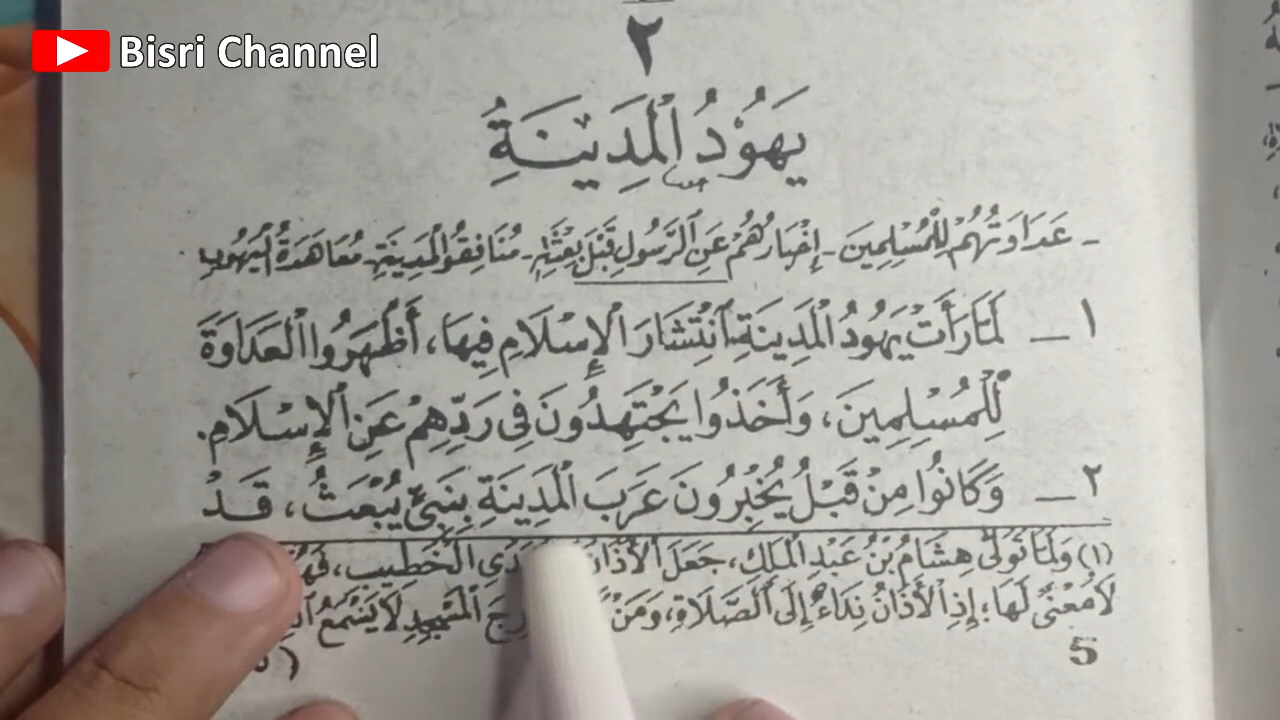 Bisri Channel
٢
يَهُوْدُ الْمَدِيْنَةِ
- عَدَاوَتُهُمْ لِلْمُسْلِمِينَ - إِخْبَارُهُمْ عَنِ الرَّسُولِ قَبْلَ بِعْثَتِهِ - مُنَافِقُو الْمَدِينَةِ - مُعَاهَدَةُ الْيَهُودِ
١ - لَمَّا رَأَتْ يَهُودُ الْمَدِينَةِ انْتِشَارَ الْإِسْلَامِ فِيهَا، أَظْهَرُوا الْعَدَاوَةَ
لِلْمُسْلِمِينَ، وَأَخَذُوا يَجْتَهِدُونَ فِى رَدِّهِمْ عَنِ الْإِسْلَامِ.
٢ - وَكَانُوا مِنْ قَبْلُ يُخْبِرُونَ عَرَبَ الْمَدِينَةِ بِنَبِىٍّ يُبْعَثُ، قَدْ
(١) وَلَمَّا تَوَلَّى هِشَامُ بْنُ عَبْدِ الْمَلِكِ، جَعَلَ الْأَذَانَ الْخَطِيبِ،
لَا مَعْنَى لَهَا؛ إِذِ الْأَذَانُ نِدَاءٌ إِلَى الصَّلَاةِ، وَمَنْ الْمَسْجِدِ لَا يَسْمَعُ
5